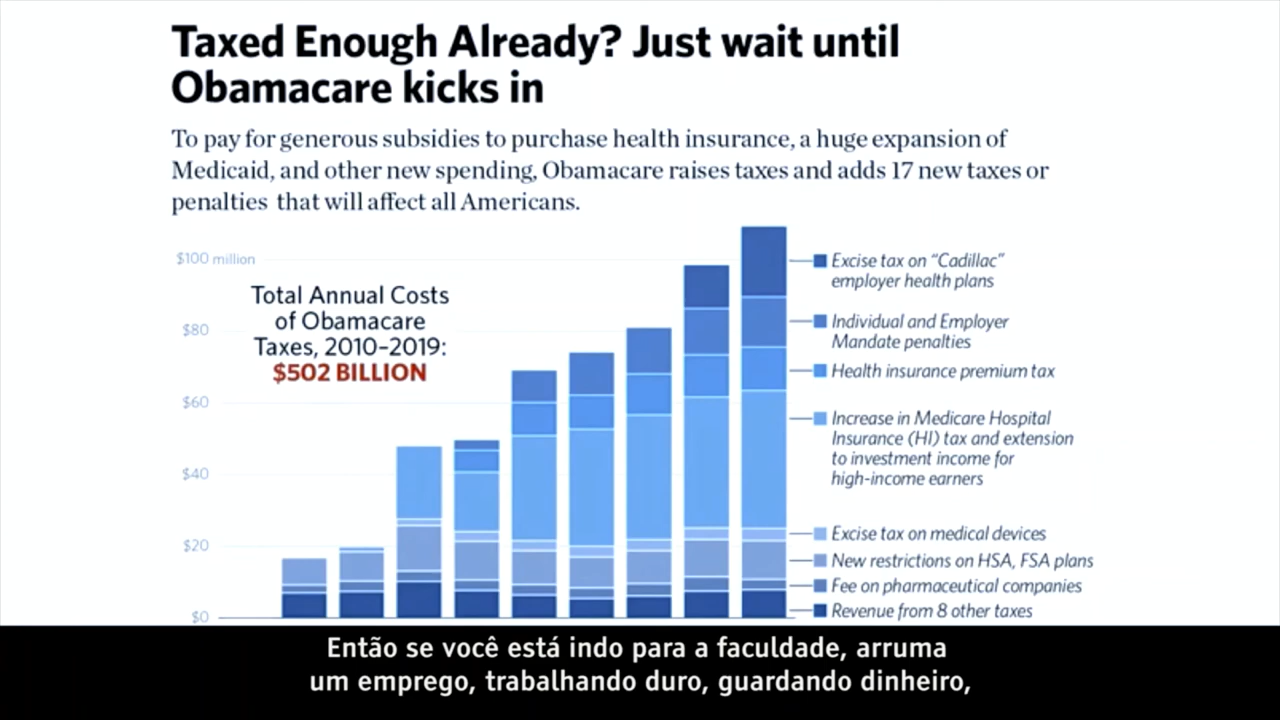 Taxed Enough Already? Just wait until
Obamacare kicks in
To pay for generous subsidies to purchase health insurance, a huge expansion of
Medicaid, and other new spending, Obamacare raises taxes and adds 17 new taxes or
penalties that will affect all Americans.
$100 million
$80
$60
$40
$20
$0
Total Annual Costs
of Obamacare
Taxes, 2010–2019:
$502 BILLION
Excise tax on “Cadillac”
employer health plans
Individual and Employer
Mandate penalties
Health insurance premium tax
Increase in Medicare Hospital
Insurance (HI) tax and extension
to investment income for
high-income earners
Excise tax on medical devices
New restrictions on HSA, FSA plans
Fee on pharmaceutical companies
Revenue from 8 other taxes
Então se você está indo para a faculdade, arruma
um emprego, trabalhando duro, guardando dinheiro,